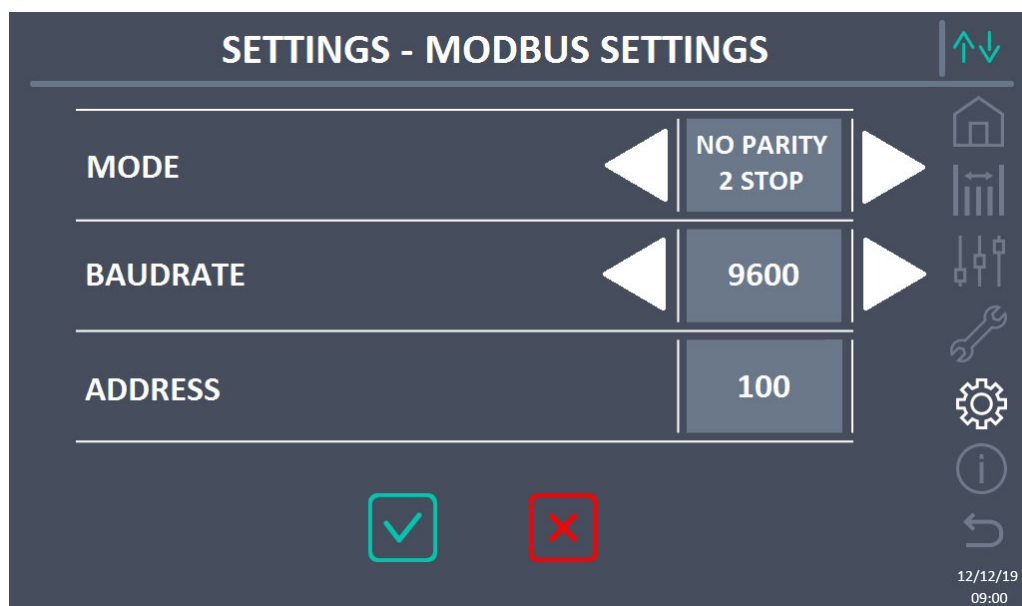 SETTINGS - MODBUS SETTINGS
MODE
NO PARITY
2 STOP
BAUDRATE
9600
ADDRESS
100
12/12/19
09:00